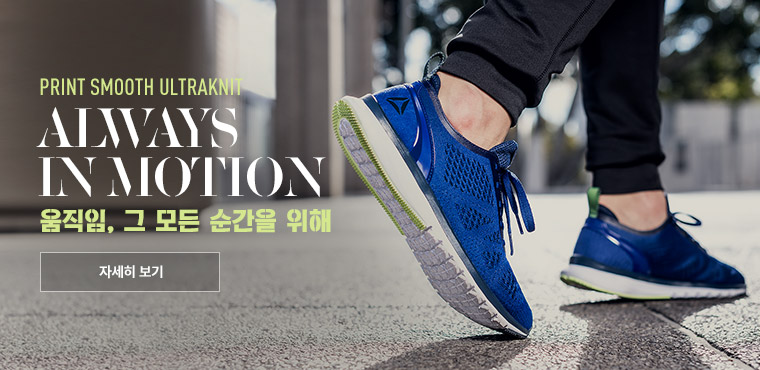 PRINT SMOOTH ULTRAKNIT
ALWAYS
IN MOTION
움직임, 그 모든 순간을 위해
자세히 보기